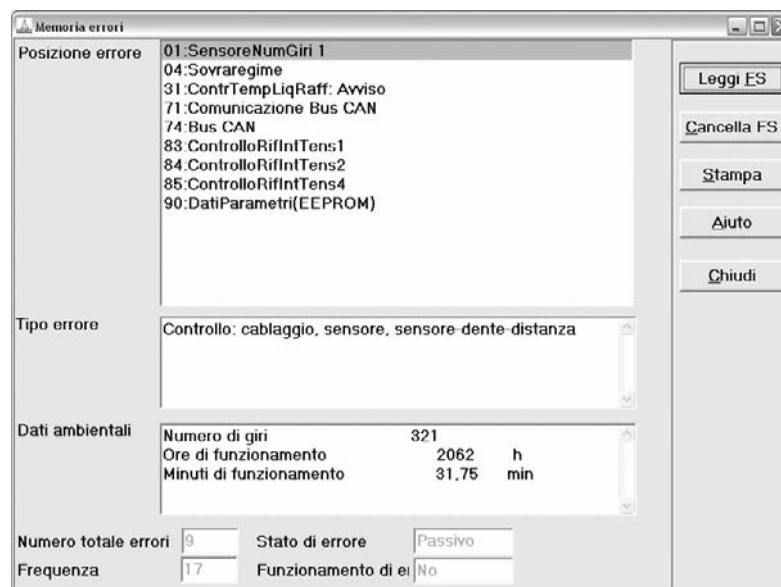 Memoria errori
Posizione errore
01:SensoreNumGiri 1
04:Sovraregime
31:ContrTempLiqRaff: Avviso
71:Comunicazione Bus CAN
74:Bus CAN
83:ControlloRifIntTens1
84:ControlloRifIntTens2
85:ControlloRifIntTens4
90:DatiParametri(EEPROM)
Leggi FS
Cancella FS
Stampa
Aiuto
Chiudi
Tipo errore
Controllo: cablaggio, sensore, sensore-dente-distanza
Dati ambientali
Numero di giri 321
Ore di funzionamento 2062 h
Minuti di funzionamento 31,75 min
Numero totale errori 9 Stato di errore Passivo
Frequenza 17 Funzionamento di er No